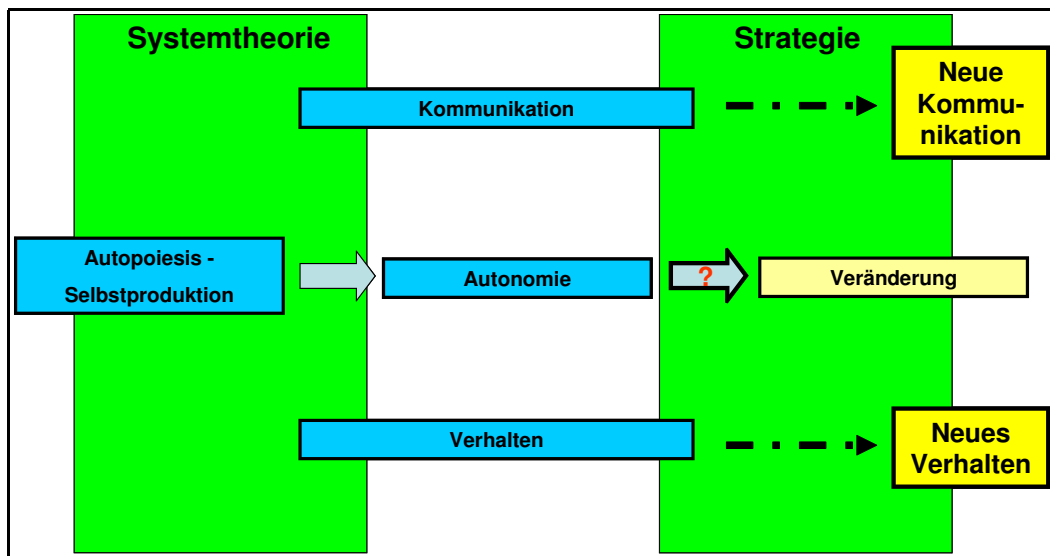 Systemtheorie
Strategie
Neue
Kommu-
nikation
Kommunikation
Autopoiesis -
Selbstproduktion
Autonomie
?
Veränderung
Verhalten
Neues
Verhalten